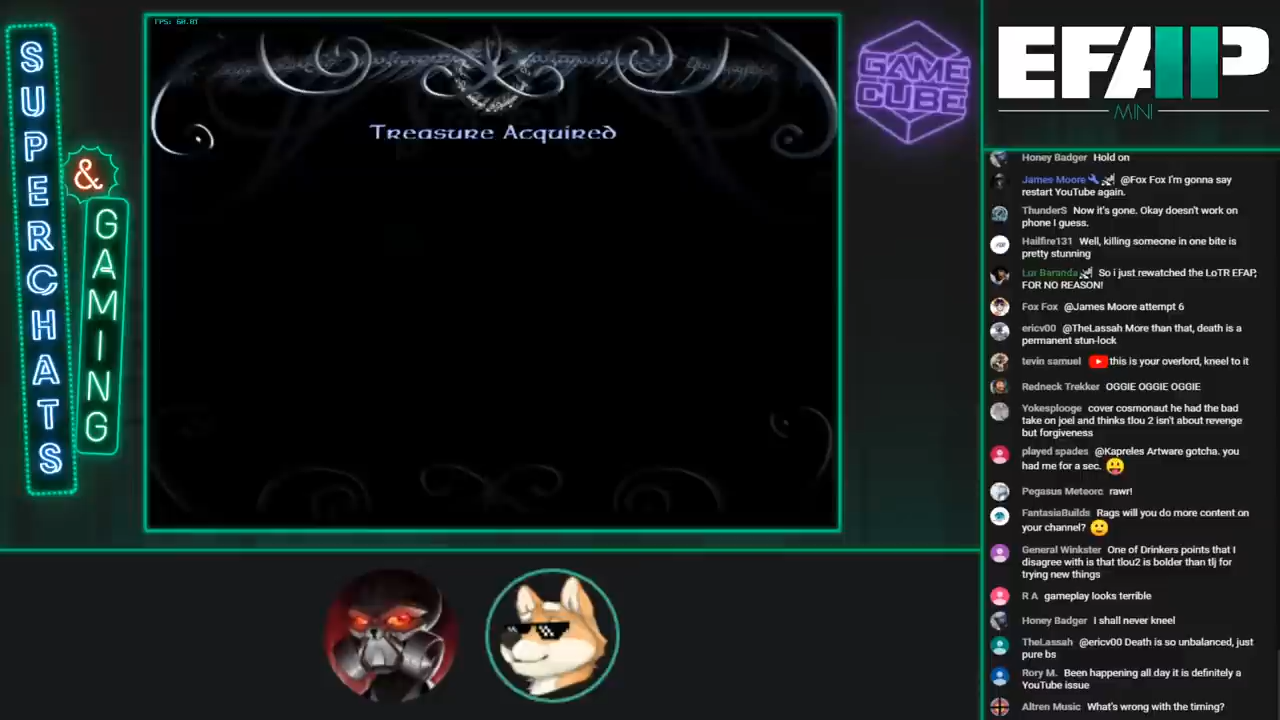 FPS: 60.01
SUPERCHATS
&
GAMING
Treasure Acquired
GAME
CUBE
EFAP
MINI
Honey Badger Hold on
James Moore @Fox Fox I'm gonna say
restart YouTube again.
ThunderS Now it's gone. Okay doesn't work on
phone I guess.
Hailfire131 Well, killing someone in one bite is
pretty stunning
Lur Baranda So i just rewatched the LoTR EFAP,
FOR NO REASON!
Fox Fox @James Moore attempt 6
ericv00 @TheLassah More than that, death is a
permanent stun-lock
tevin samuel this is your overlord, kneel to it
Redneck Trekker OGGIE OGGIE OGGIE
Yokesplooge cover cosmonaut he had the bad
take on joel and thinks tlou 2 isn't about revenge
but forgiveness
played spades @Kapreles Artware gotcha. you
had me for a sec.
Pegasus Meteorc rawr!
FantasiaBuilds Rags will you do more content on
your channel?
General Winkster One of Drinkers points that I
disagree with is that tlou2 is bolder than tlj for
trying new things
R A gameplay looks terrible
Honey Badger I shall never kneel
TheLassah @ericv00 Death is so unbalanced, just
pure bs
Rory M. Been happening all day it is definitely a
YouTube issue
Altren Music What's wrong with the timing?